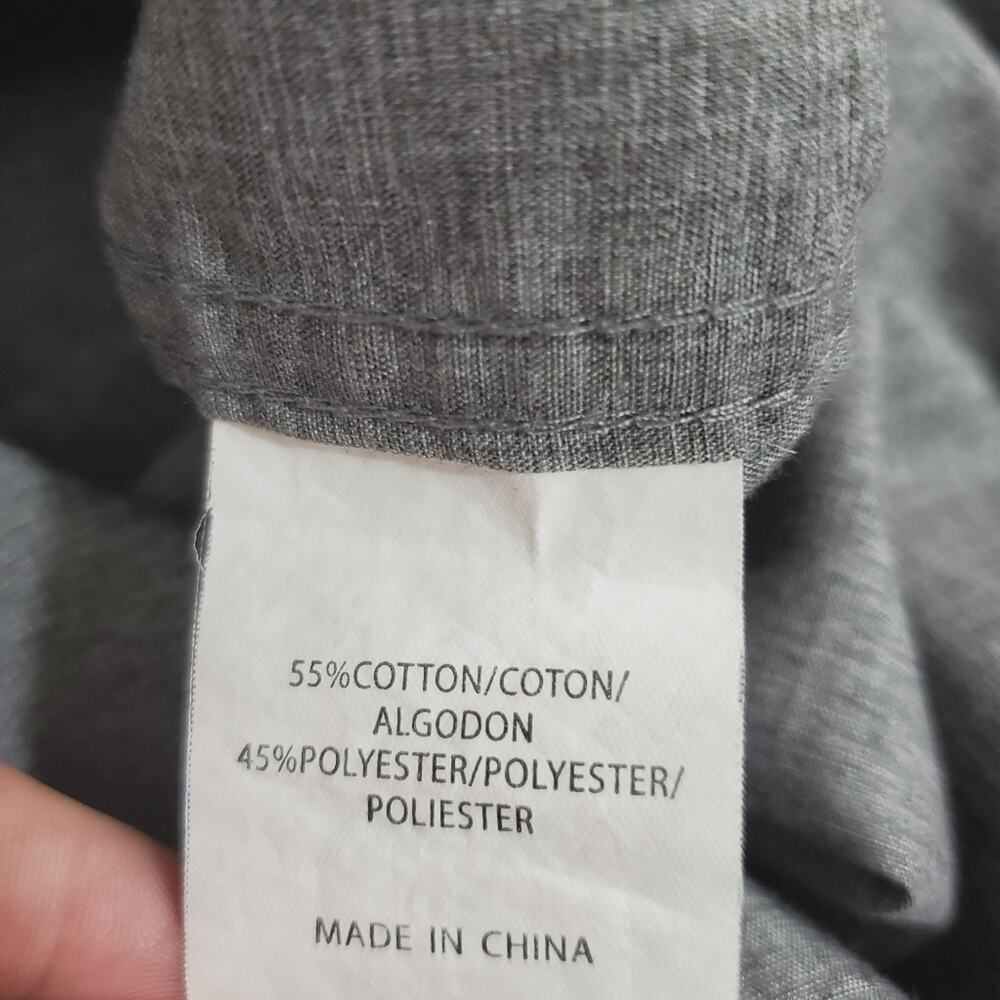 55%COTTON/COTON/
ALGODON
45%POLYESTER/POLYESTER/
POLIESTER
MADE IN CHINA